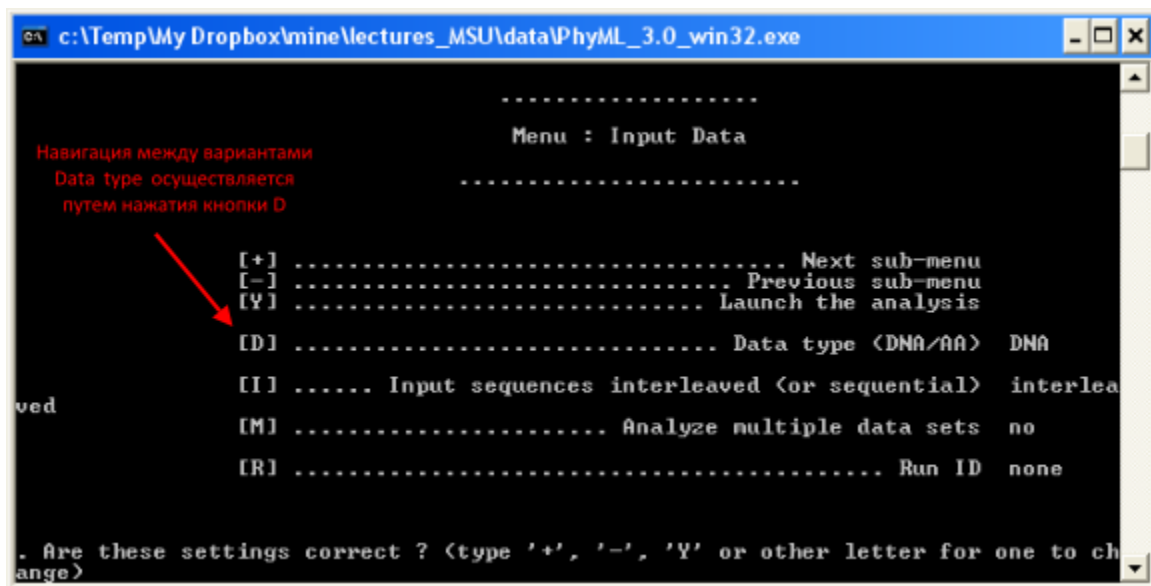 c:\Temp\My Dropbox\mine\lectures_MSU\data\PhyML_3.0_win32.exe
...................
Menu : Input Data
.........................
Навигация между вариантами
Data type осуществляется
путем нажатия кнопки D
[+] .................................... Next sub-menu
[-] ................................ Previous sub-menu
[Y] .............................. Launch the analysis
[D] ............................... Data type (DNA/AA) DNA
[I] ...... Input sequences interleaved (or sequential) interlea
ved
[M] ....................... Analyze multiple data sets no
[R] ........................................... Run ID none
. Are these settings correct ? (type '+', '-', 'Y' or other letter for one to ch
ange)